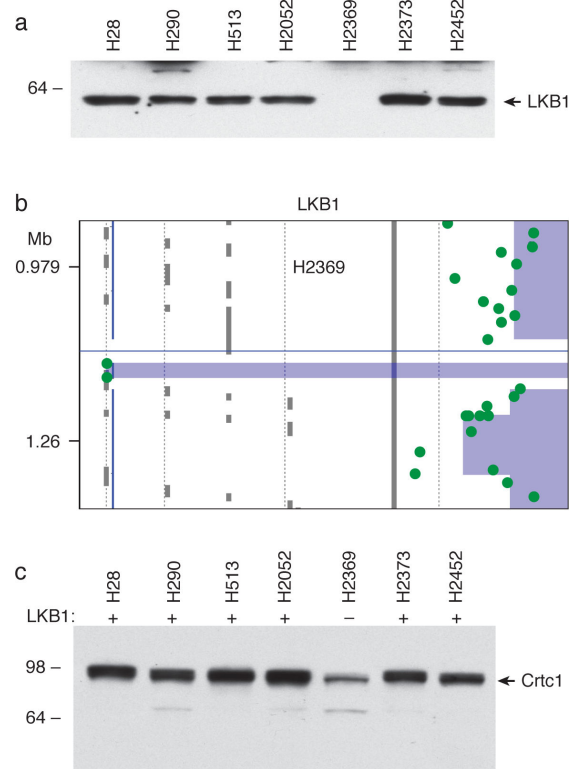 a
H28 H290 H513 H2052 H2369 H2373 H2452
64 –
LKB1
b
LKB1
Mb
0.979
H2369
1.26
c
H28 H290 H513 H2052 H2369 H2373 H2452
LKB1: + + + + – + +
98 –
Crtc1
64 –